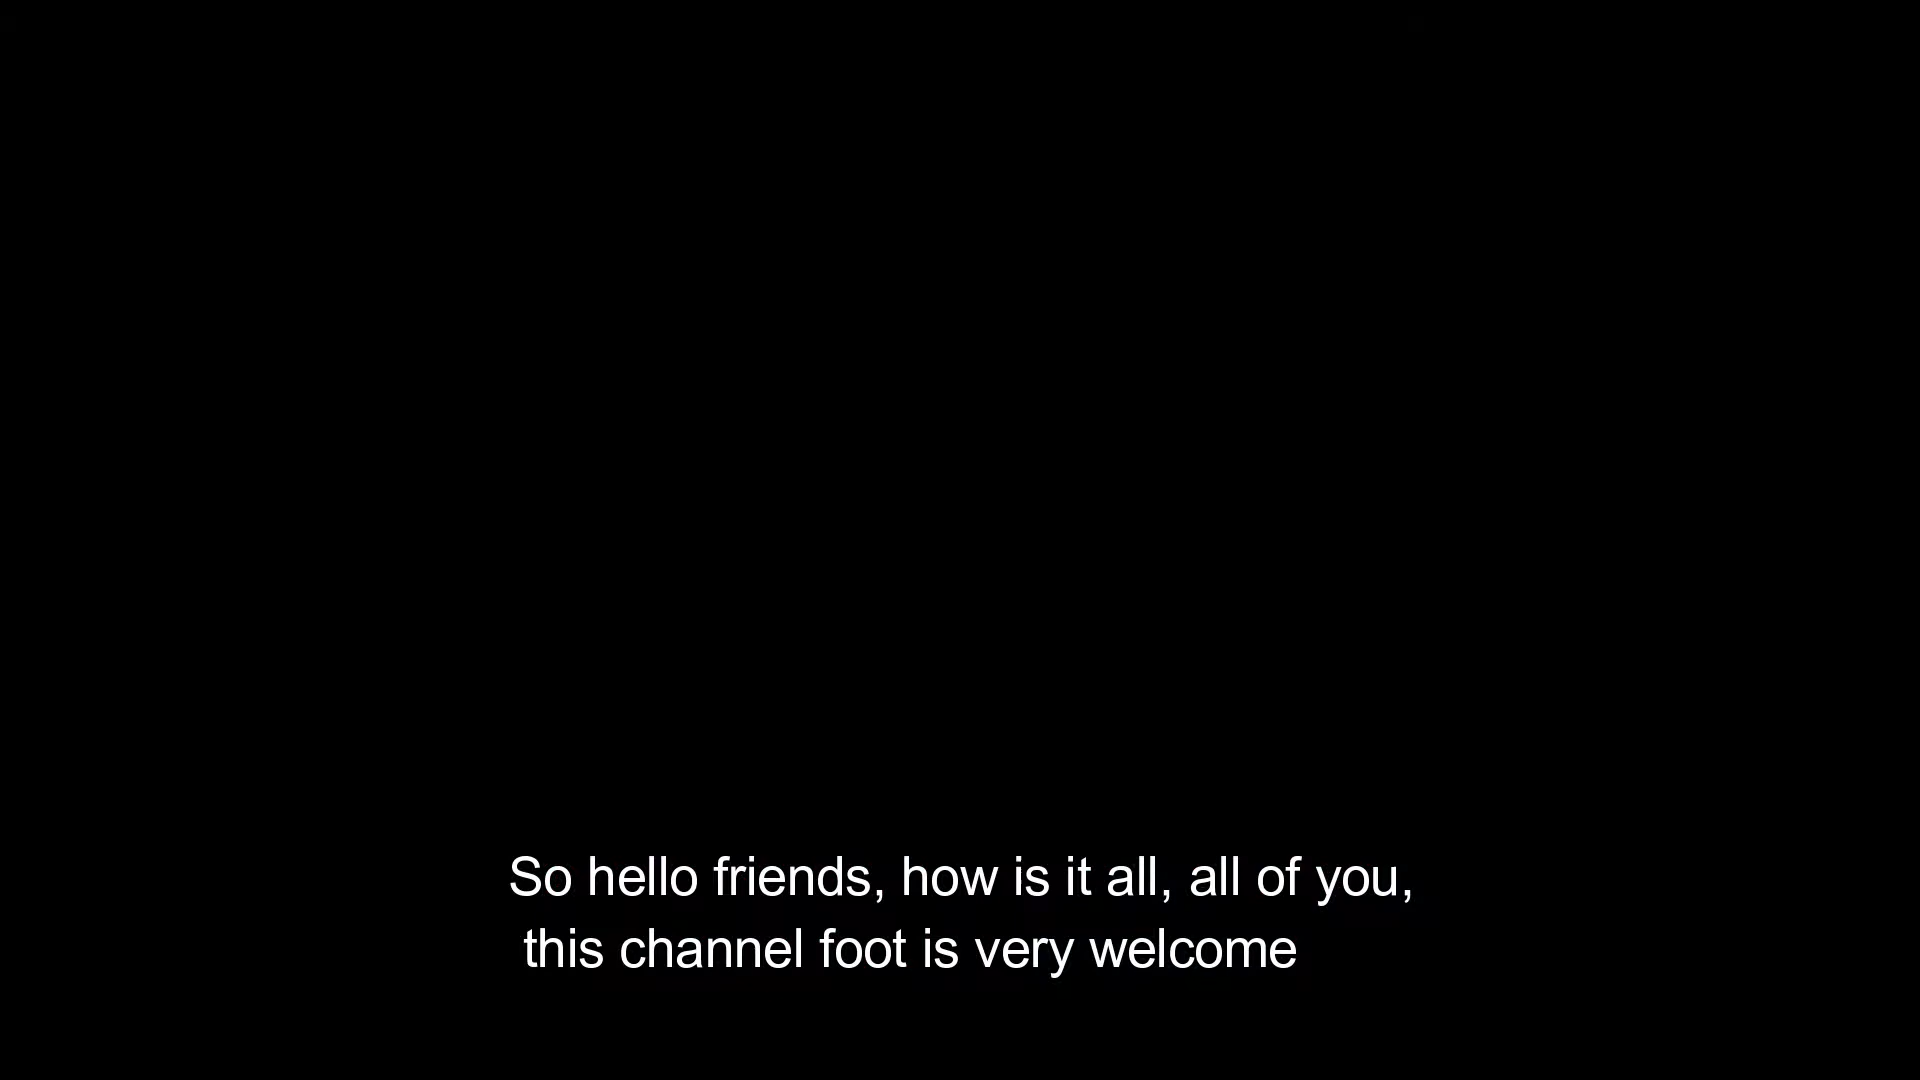 So hello friends, how is it all, all of you,
this channel foot is very welcome